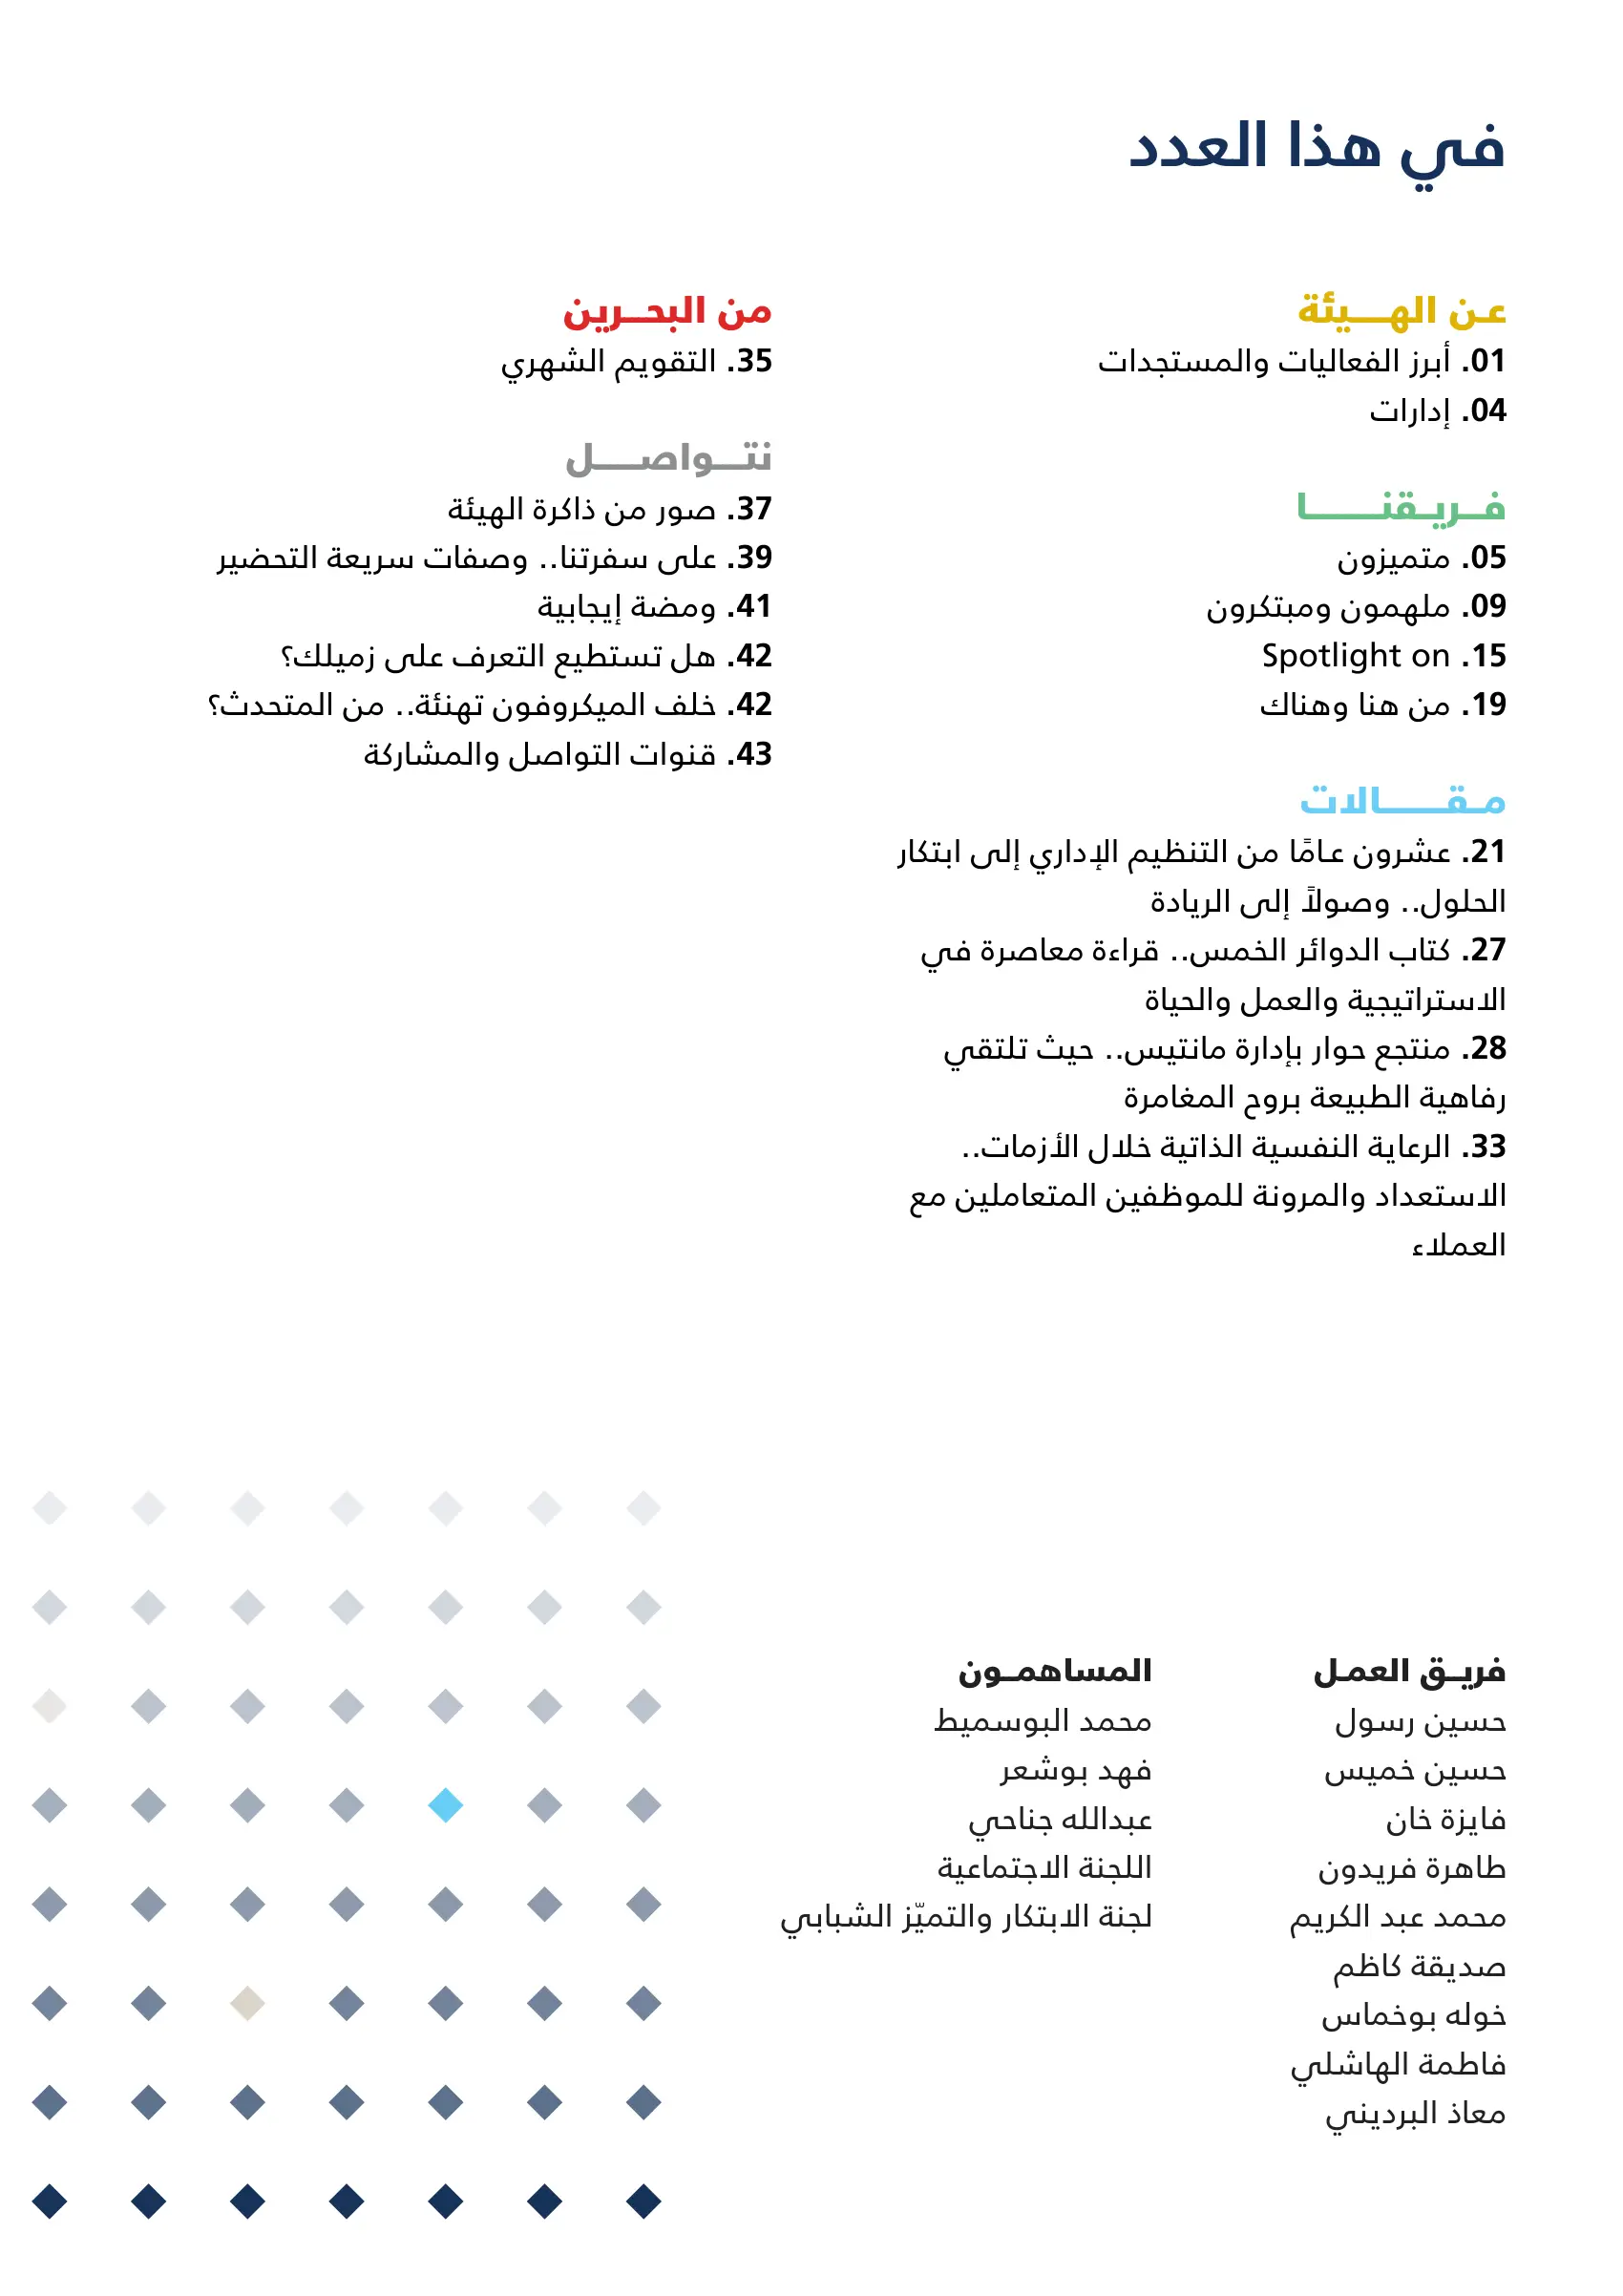 في هذا العدد
عن الهيئة
01. أبرز الفعاليات والمستجدات
04. إدارات
فريقنا
05. متميزون
09. ملهمون ومبتكرون
15. Spotlight on
19. من هنا وهناك
مقالات
21. عشرون عامًا من التنظيم الإداري إلى ابتكار
الحلول.. وصولاً إلى الريادة
27. كتاب الدوائر الخمس.. قراءة معاصرة في
الاستراتيجية والعمل والحياة
28. منتجع حوار بإدارة مانتيس.. حيث تلتقي
رفاهية الطبيعة بروح المغامرة
33. الرعاية النفسية الذاتية خلال الأزمات..
الاستعداد والمرونة للموظفين المتعاملين مع
العملاء
من البحرين
35. التقويم الشهري
نتواصل
37. صور من ذاكرة الهيئة
39. على سفرتنا.. وصفات سريعة التحضير
41. ومضة إيجابية
42. هل تستطيع التعرف على زميلك؟
42. خلف الميكروفون تهنئة.. من المتحدث؟
43. قنوات التواصل والمشاركة
فريق العمل
حسين رسول
حسين خميس
فايزة خان
طاهرة فريدون
محمد عبد الكريم
صديقة كاظم
خوله بوخماس
فاطمة الهاشلي
معاذ البرديني
المساهمون
محمد البوسميط
فهد بوشعر
عبدالله جناحي
اللجنة الاجتماعية
لجنة الابتكار والتميّز الشبابي